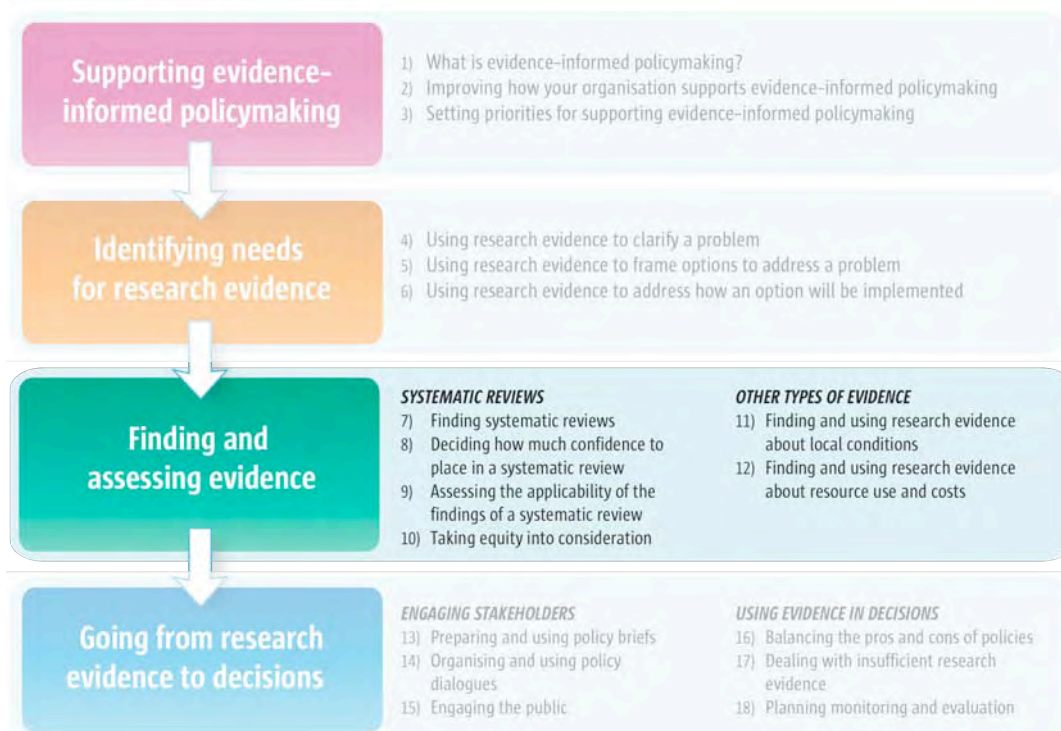 Supporting evidence-
informed policymaking
1) What is evidence-informed policymaking?
2) Improving how your organisation supports evidence-informed policymaking
3) Setting priorities for supporting evidence-informed policymaking
Identifying needs
for research evidence
4) Using research evidence to clarify a problem
5) Using research evidence to frame options to address a problem
6) Using research evidence to address how an option will be implemented
Finding and
assessing evidence
SYSTEMATIC REVIEWS
7) Finding systematic reviews
8) Deciding how much confidence to
place in a systematic review
9) Assessing the applicability of the
findings of a systematic review
10) Taking equity into consideration
OTHER TYPES OF EVIDENCE
11) Finding and using research evidence
about local conditions
12) Finding and using research evidence
about resource use and costs
Going from research
evidence to decisions
ENGAGING STAKEHOLDERS
13) Preparing and using policy briefs
14) Organising and using policy
dialogues
15) Engaging the public
USING EVIDENCE IN DECISIONS
16) Balancing the pros and cons of policies
17) Dealing with insufficient research
evidence
18) Planning monitoring and evaluation